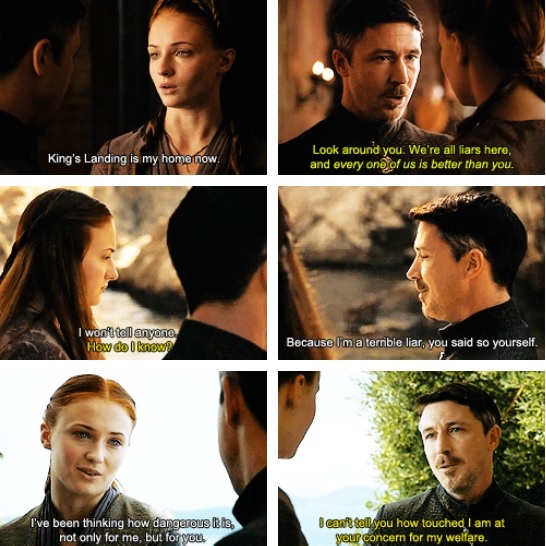 King's Landing is my home now.
Look around you. We're all liars here,
and every one of us is better than you.
I won't tell anyone.
How do I know?
Because I'm a terrible liar, you said so yourself.
I've been thinking how dangerous it is,
not only for me, but for you.
I can't tell you how touched I am at
your concern for my welfare.